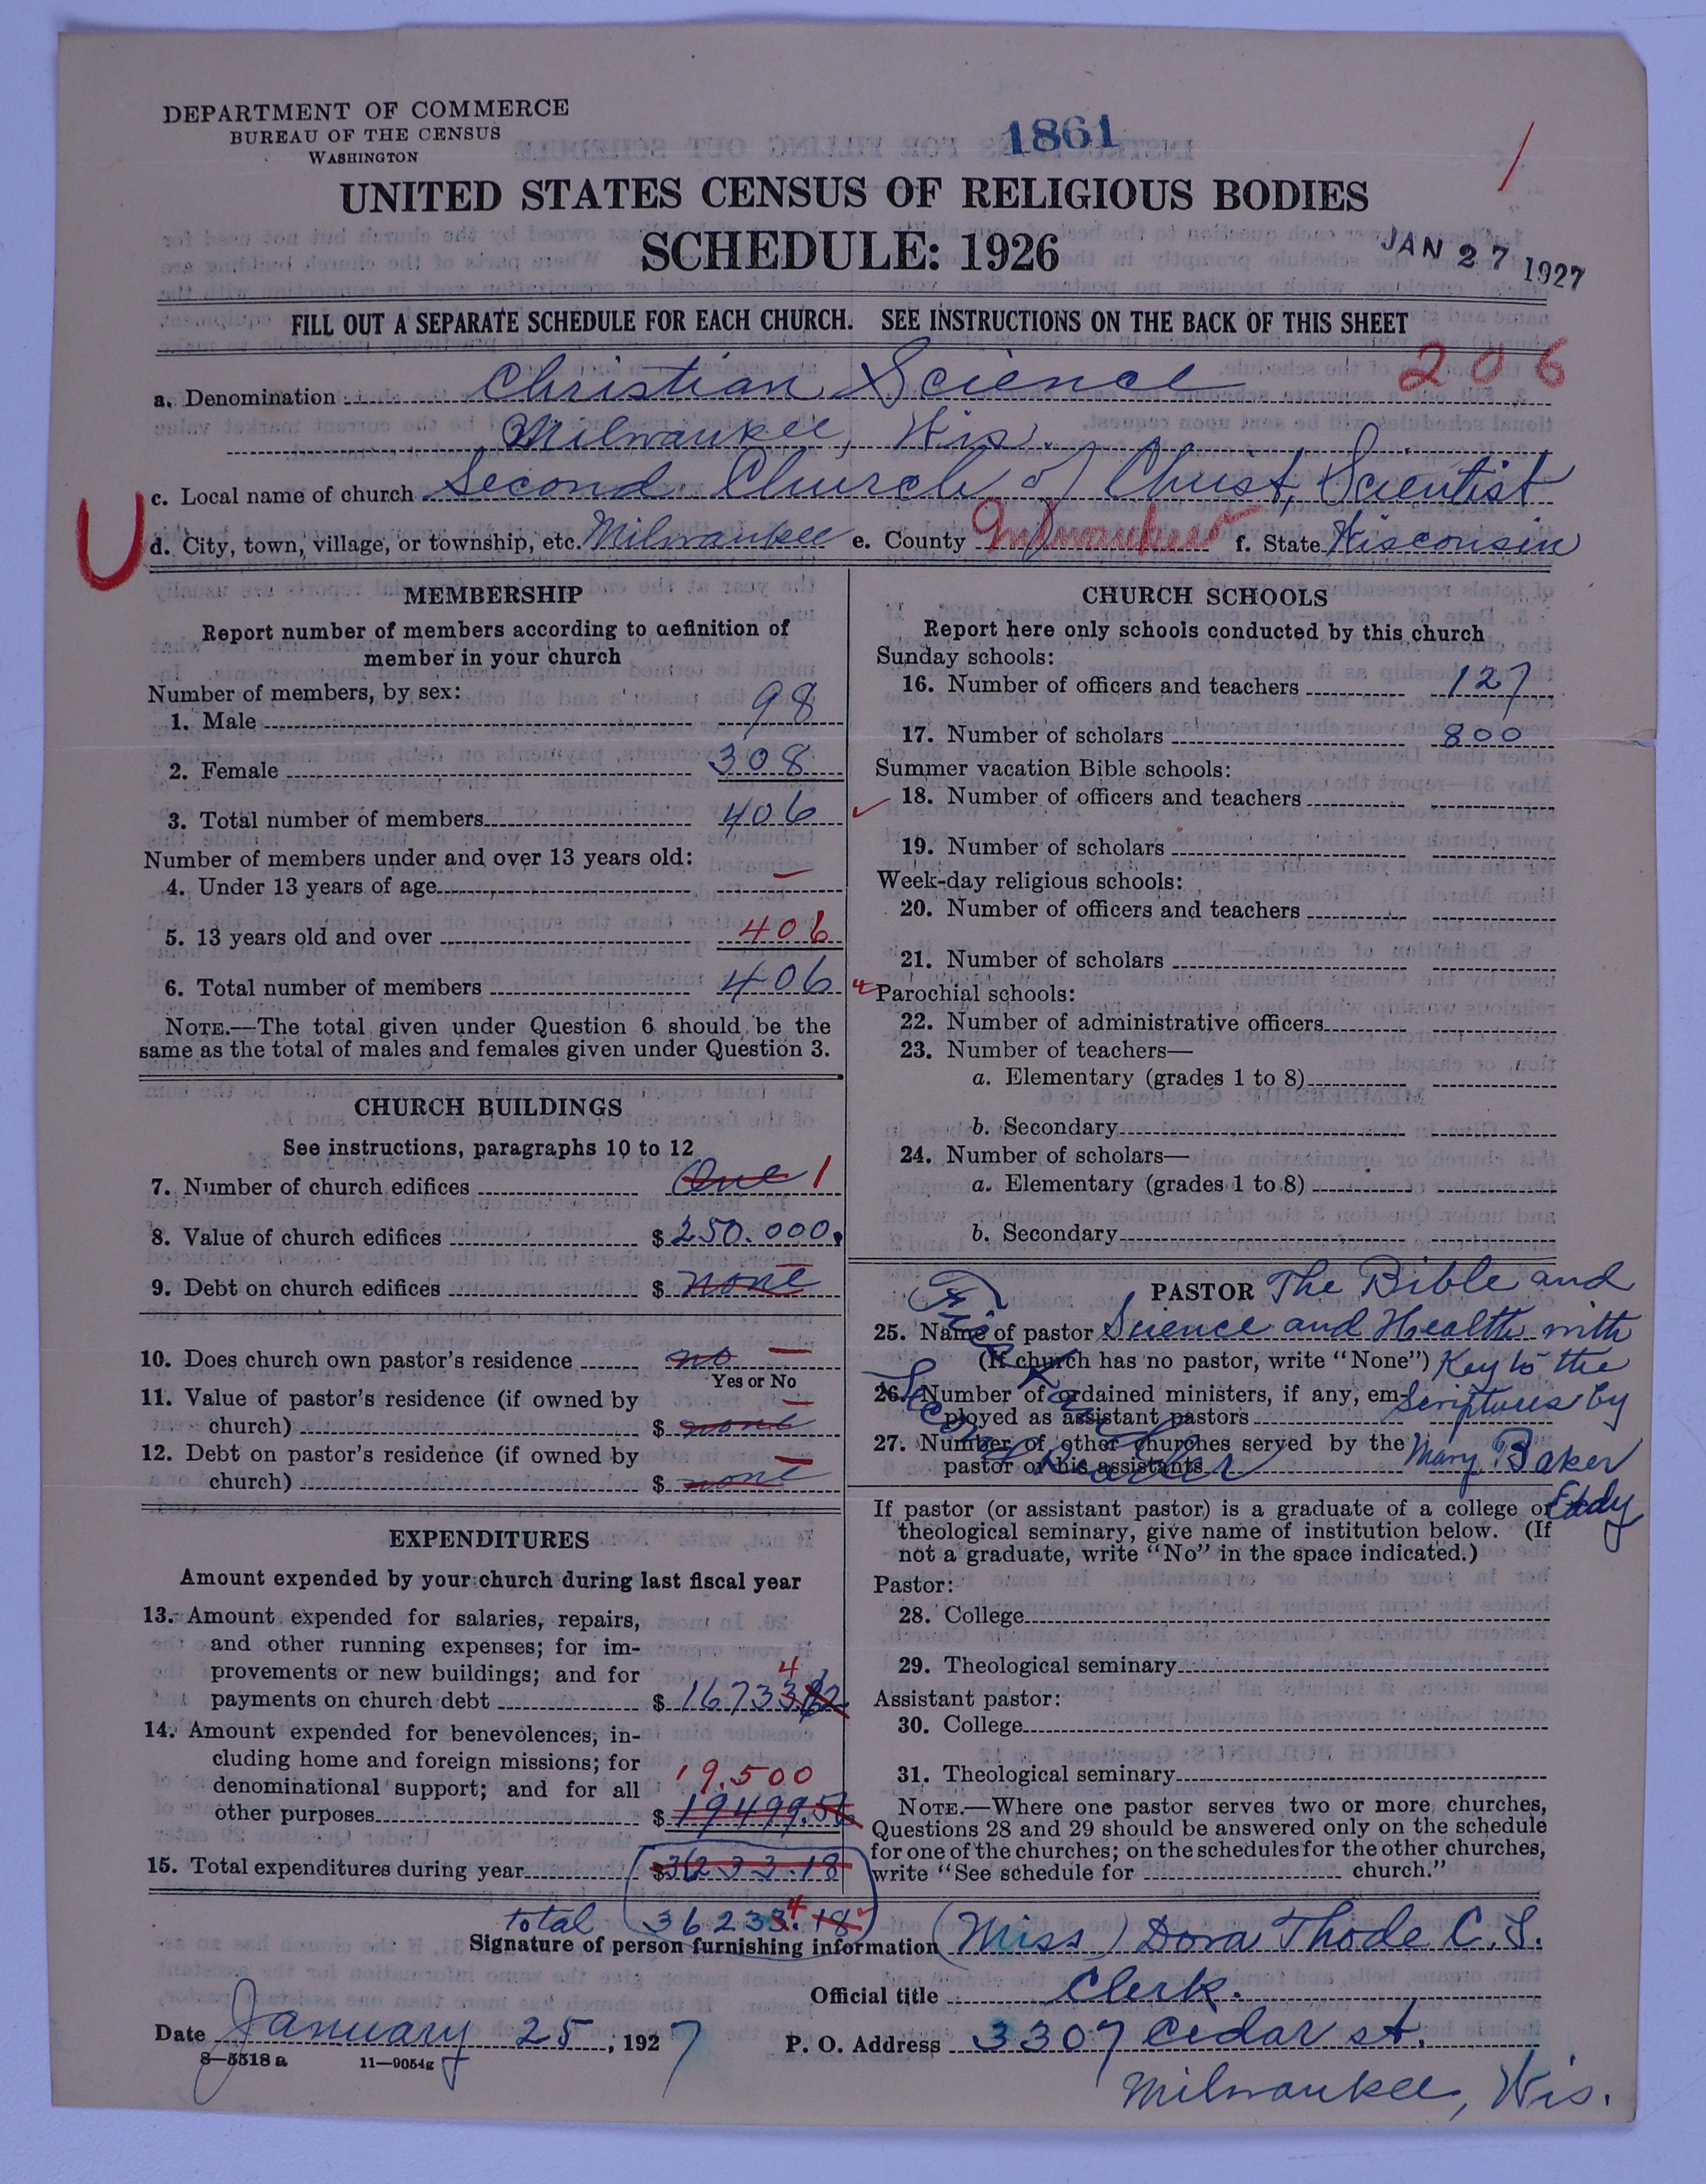 DEPARTMENT OF COMMERCE
BUREAU OF THE CENSUS
WASHINGTON
1861
UNITED STATES CENSUS OF RELIGIOUS BODIES
SCHEDULE: 1926
JAN 27 1927
FILL OUT A SEPARATE SCHEDULE FOR EACH CHURCH. SEE INSTRUCTIONS ON THE BACK OF THIS SHEET
206
a. Denomination Christian Science
Milwaukee, Wis.
c. Local name of church Second Church of Christ, Scientist
U
d. City, town, village, or township, etc. Milwaukee e. County Milwaukee f. State Wisconsin
MEMBERSHIP
Report number of members according to definition of
member in your church
Number of members, by sex:
1. Male 98
2. Female 308
3. Total number of members 406
Number of members under and over 13 years old:
4. Under 13 years of age —
5. 13 years old and over 406
6. Total number of members 406
NOTE.—The total given under Question 6 should be the
same as the total of males and females given under Question 3.
CHURCH BUILDINGS
See instructions, paragraphs 10 to 12
7. Number of church edifices One 1
8. Value of church edifices $ 250.000.
9. Debt on church edifices $ none —
10. Does church own pastor's residence no —
Yes or No
11. Value of pastor's residence (if owned by
church) $ none —
12. Debt on pastor's residence (if owned by
church) $ none —
EXPENDITURES
Amount expended by your church during last fiscal year
13. Amount expended for salaries, repairs,
and other running expenses; for im-
provements or new buildings; and for 4
payments on church debt $ 16733.62
14. Amount expended for benevolences, in-
cluding home and foreign missions; for
denominational support; and for all 19.500
other purposes $ 19499.56
15. Total expenditures during year $36233.18
total 36233.18 4
CHURCH SCHOOLS
Report here only schools conducted by this church
Sunday schools:
16. Number of officers and teachers 127
17. Number of scholars 800
Summer vacation Bible schools:
18. Number of officers and teachers
19. Number of scholars
Week-day religious schools:
20. Number of officers and teachers
21. Number of scholars
Parochial schools:
22. Number of administrative officers
23. Number of teachers—
a. Elementary (grades 1 to 8)
b. Secondary
24. Number of scholars—
a. Elementary (grades 1 to 8)
b. Secondary
PASTOR The Bible and
25. Name of pastor Science and Health with
(If church has no pastor, write "None") Key to the
26. Number of ordained ministers, if any, em- Scriptures by
ployed as assistant pastors
27. Number of other churches served by the Mary Baker
pastor or his assistants
Eddy
If pastor (or assistant pastor) is a graduate of a college or
theological seminary, give name of institution below. (If
not a graduate, write "No" in the space indicated.)
Pastor:
28. College
29. Theological seminary
Assistant pastor:
30. College
31. Theological seminary
NOTE.—Where one pastor serves two or more churches,
Questions 28 and 29 should be answered only on the schedule
for one of the churches; on the schedules for the other churches,
write "See schedule for church."
Signature of person furnishing information (Miss) Dora Thode C.S.
Official title Clerk.
Date January 25, 1927 P. O. Address 3307 Cedar st.
8—5518 a 11—9054g
Milwaukee, Wis.